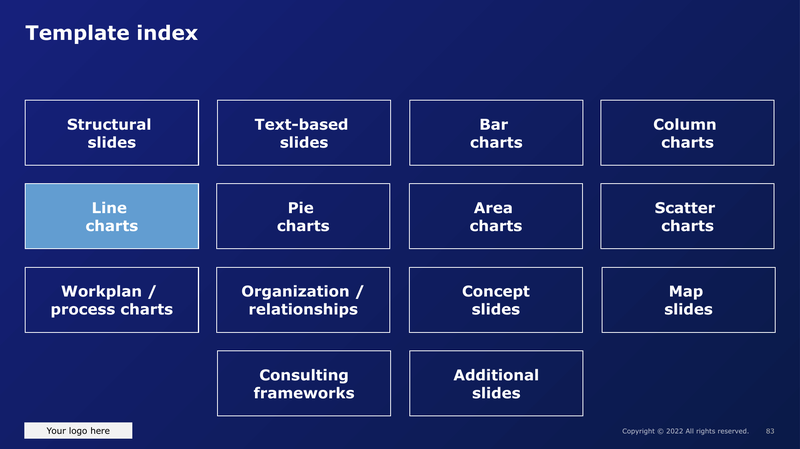 Template index
Structural
slides
Text-based
slides
Bar
charts
Column
charts
Line
charts
Pie
charts
Area
charts
Scatter
charts
Workplan /
process charts
Organization /
relationships
Concept
slides
Map
slides
Consulting
frameworks
Additional
slides
Your logo here
Copyright © 2022 All rights reserved. 83